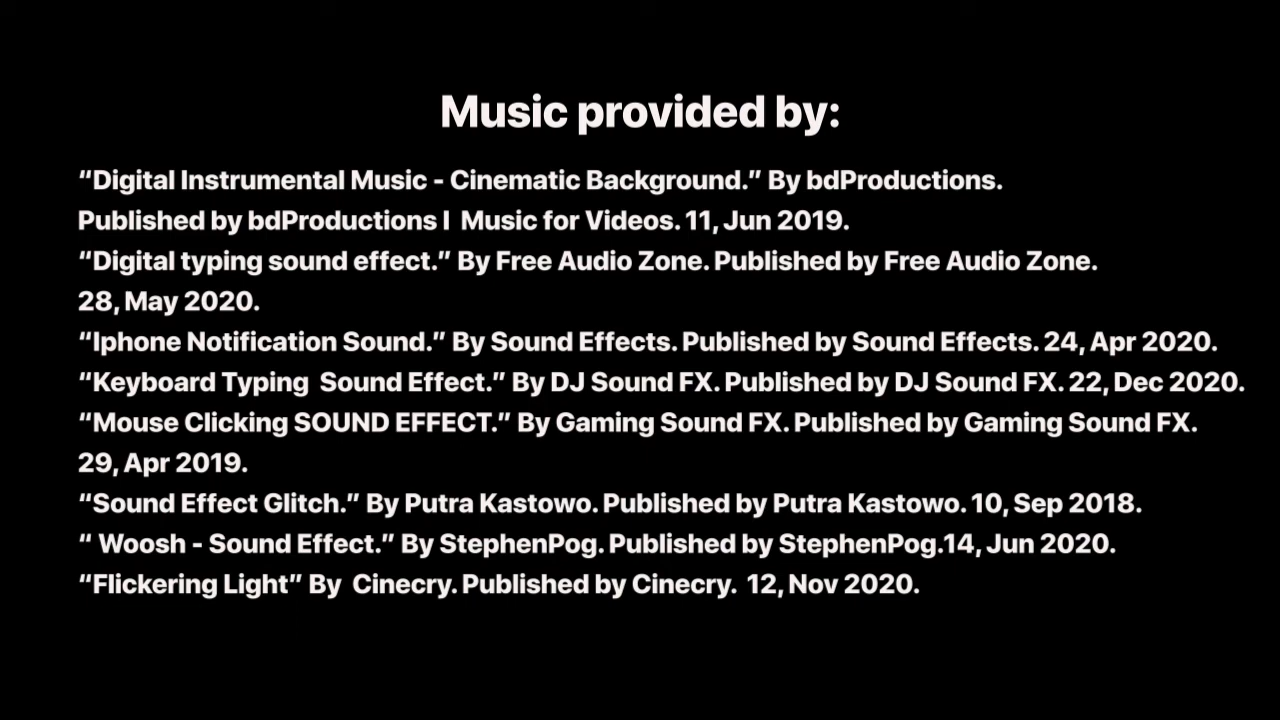 Music provided by:
“Digital Instrumental Music - Cinematic Background.” By bdProductions.
Published by bdProductions I  Music for Videos. 11, Jun 2019.
“Digital typing sound effect.” By Free Audio Zone. Published by Free Audio Zone.
28, May 2020.
“Iphone Notification Sound.” By Sound Effects. Published by Sound Effects. 24, Apr 2020.
“Keyboard Typing  Sound Effect.” By DJ Sound FX. Published by DJ Sound FX. 22, Dec 2020.
“Mouse Clicking SOUND EFFECT.” By Gaming Sound FX. Published by Gaming Sound FX.
29, Apr 2019.
“Sound Effect Glitch.” By Putra Kastowo. Published by Putra Kastowo. 10, Sep 2018.
“ Woosh - Sound Effect.” By StephenPog. Published by StephenPog.14, Jun 2020.
“Flickering Light” By  Cinecry. Published by Cinecry.  12, Nov 2020.